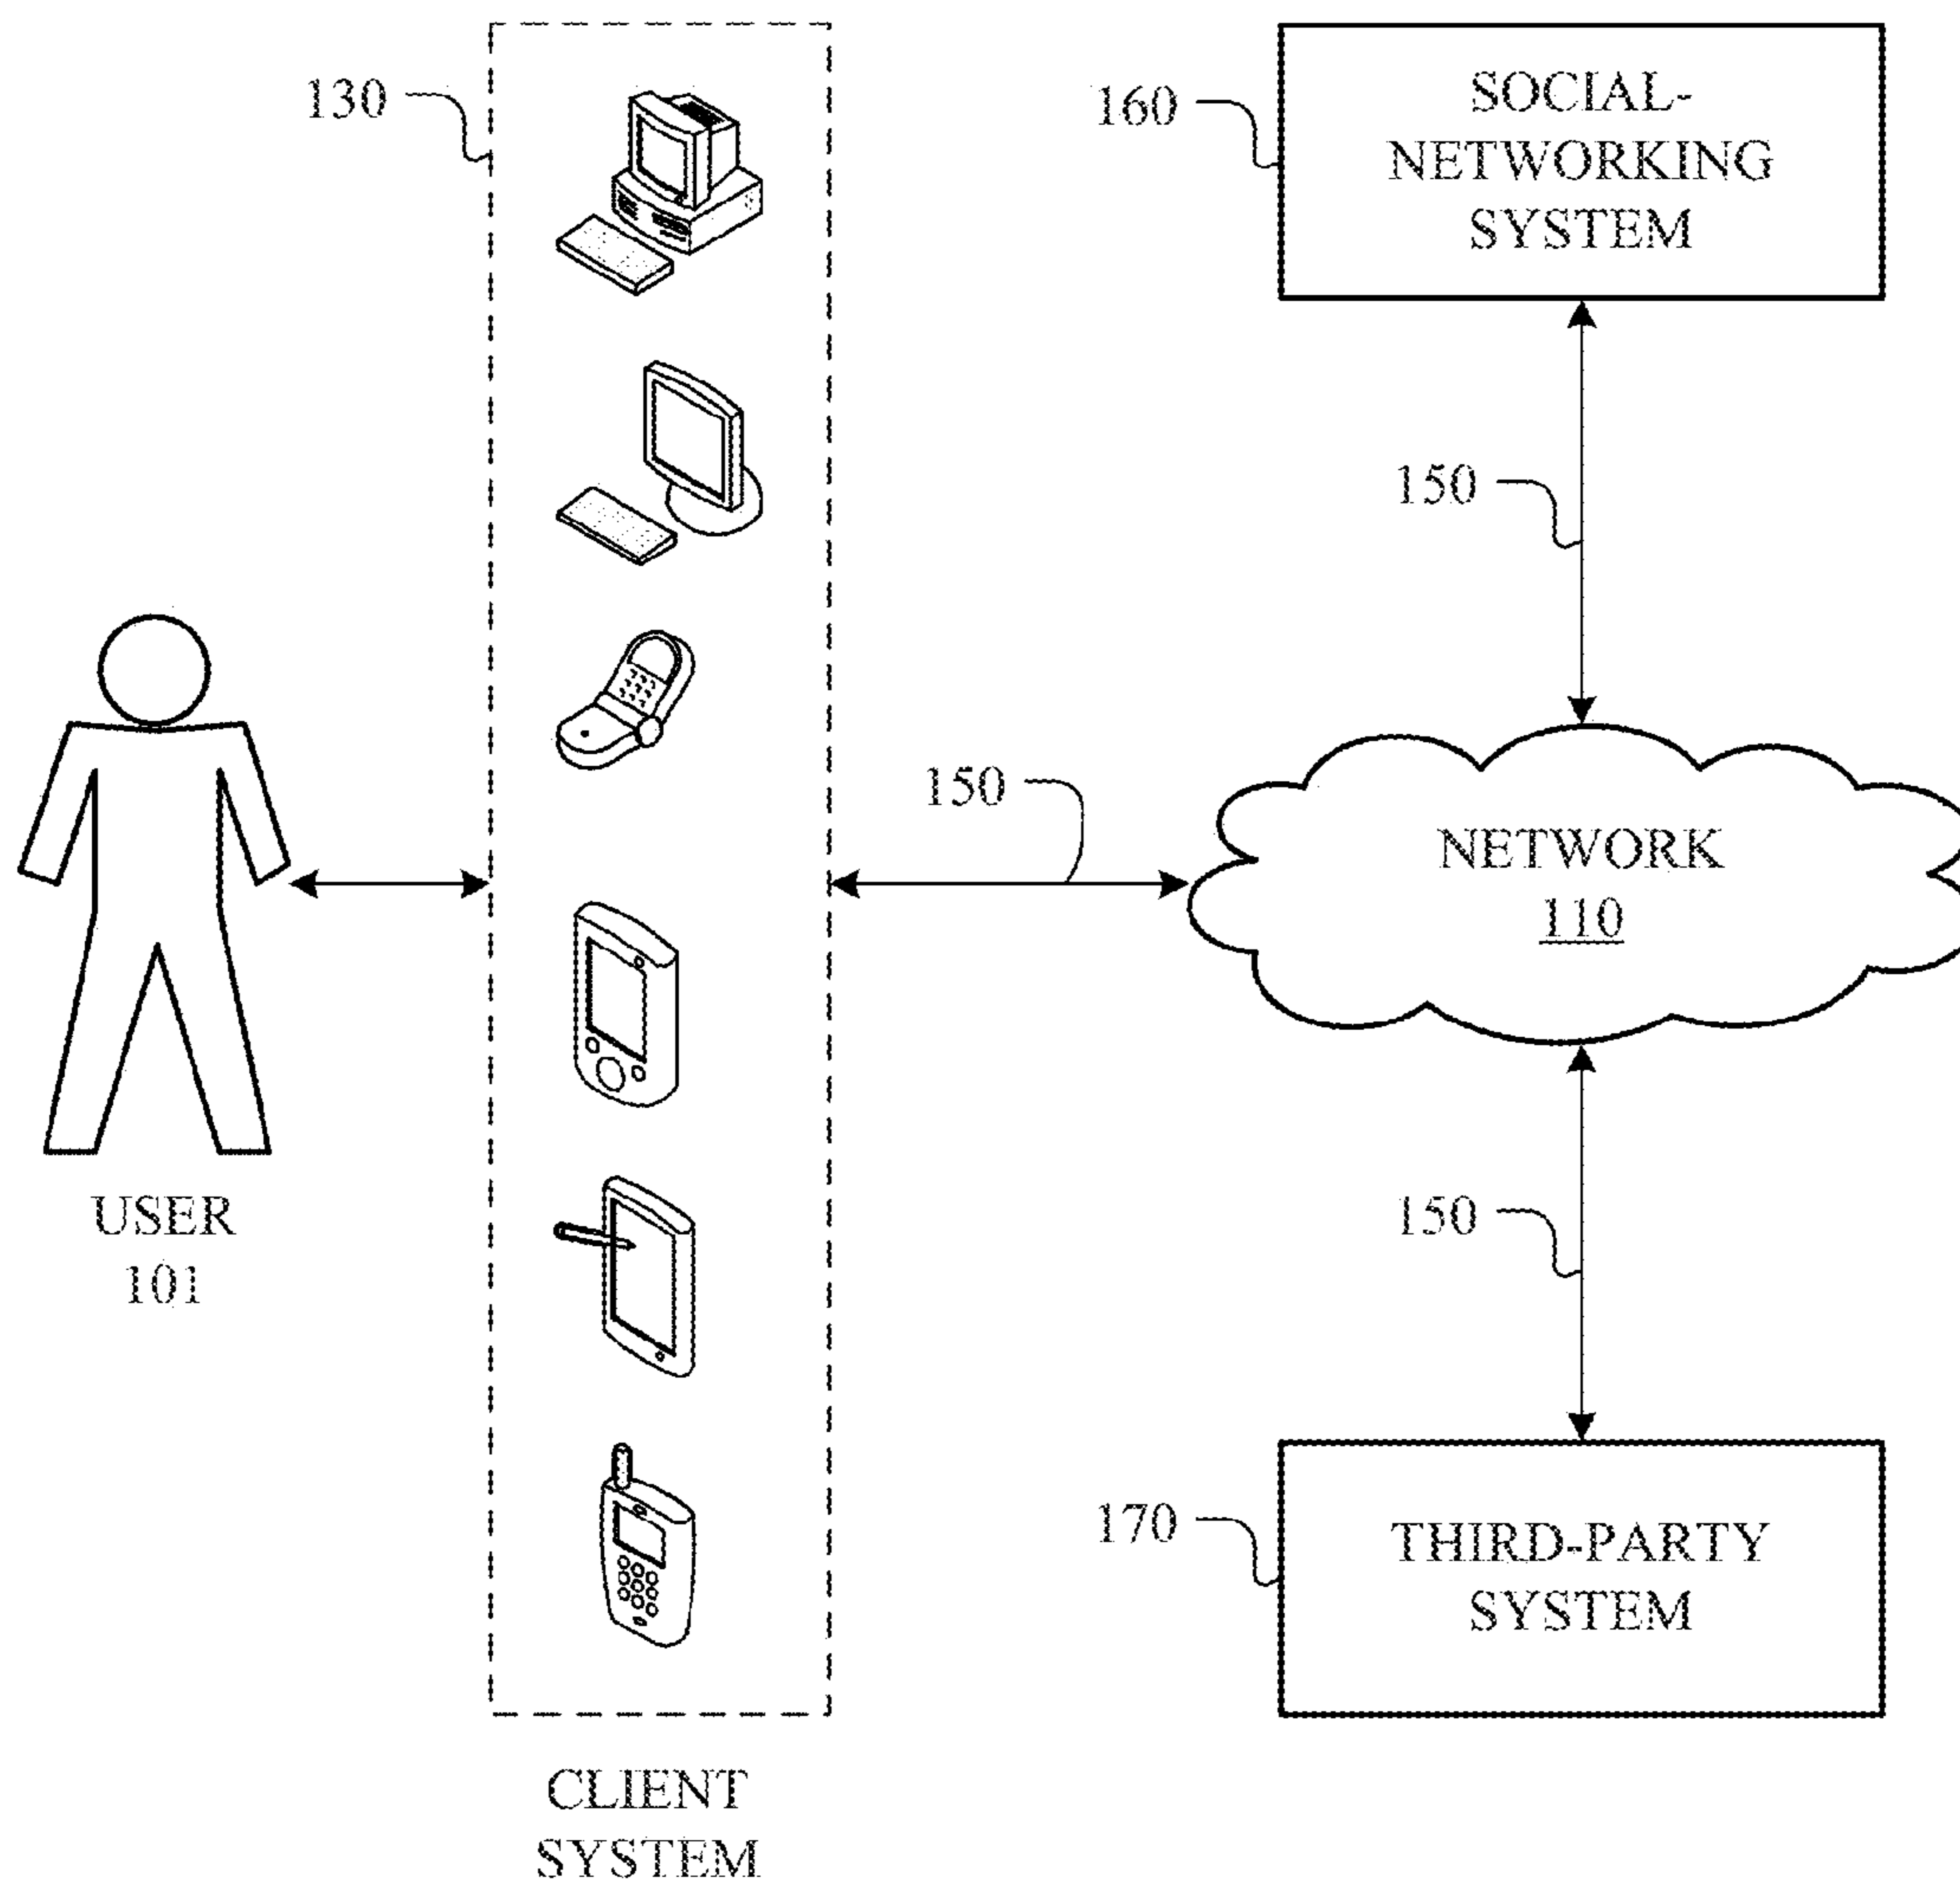 130
160
SOCIAL-
NETWORKING
SYSTEM
150
150
NETWORK
110
USER
101
150
170
THIRD-PARTY
SYSTEM
CLIENT
SYSTEM